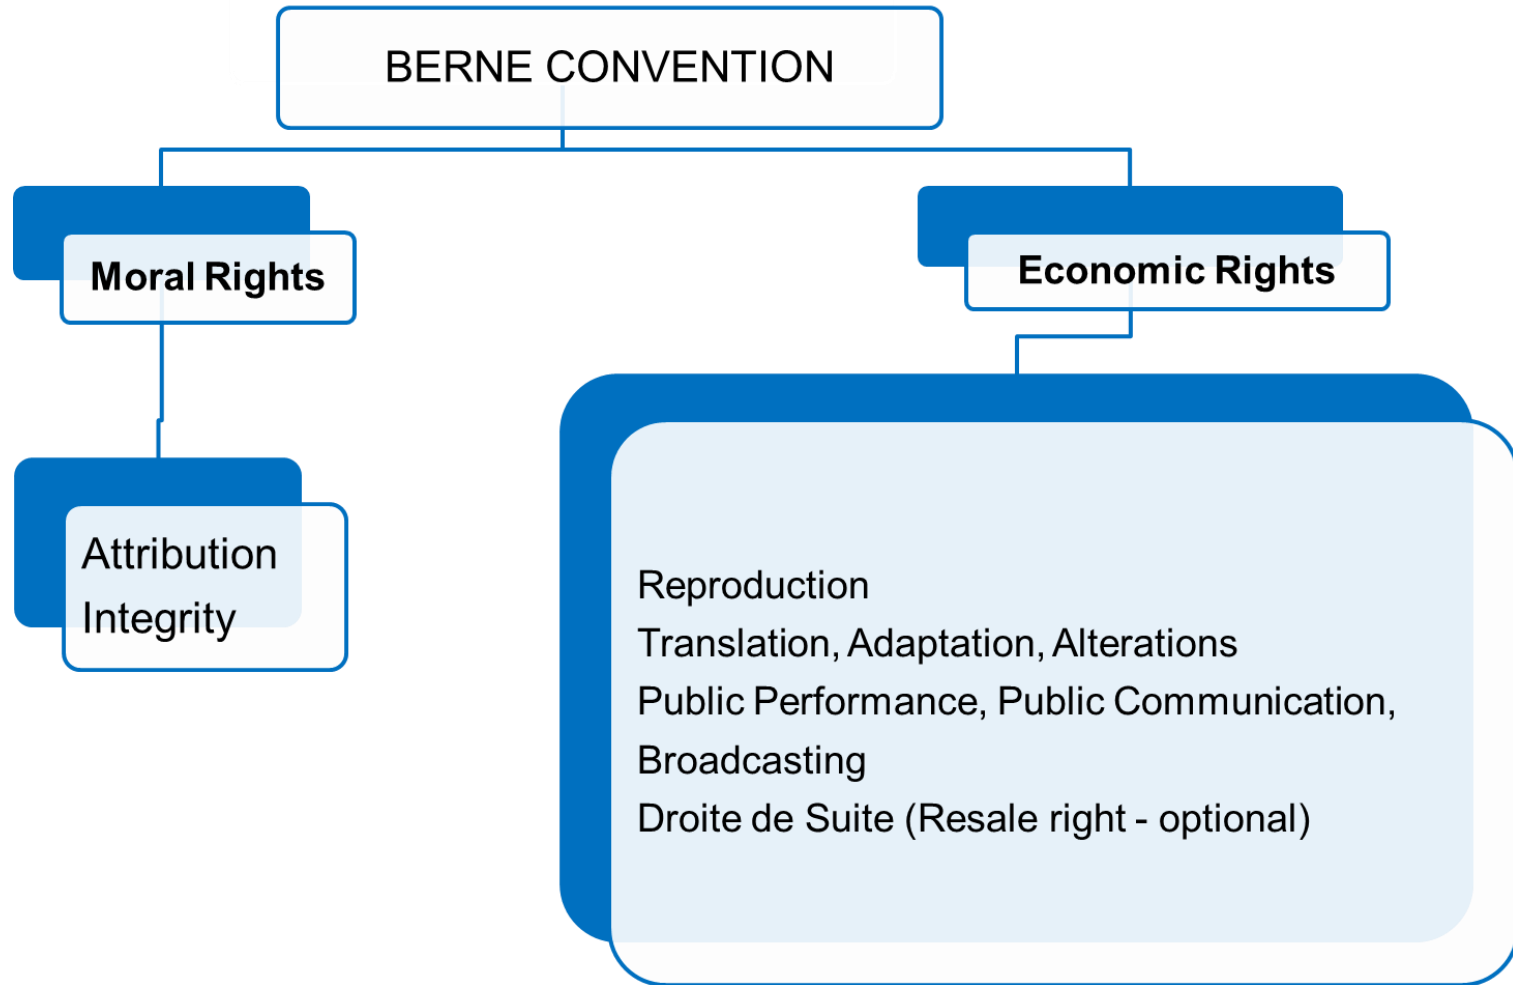 BERNE CONVENTION
Moral Rights
Economic Rights
Attribution
Integrity
Reproduction
Translation, Adaptation, Alterations
Public Performance, Public Communication,
Broadcasting
Droite de Suite (Resale right - optional)